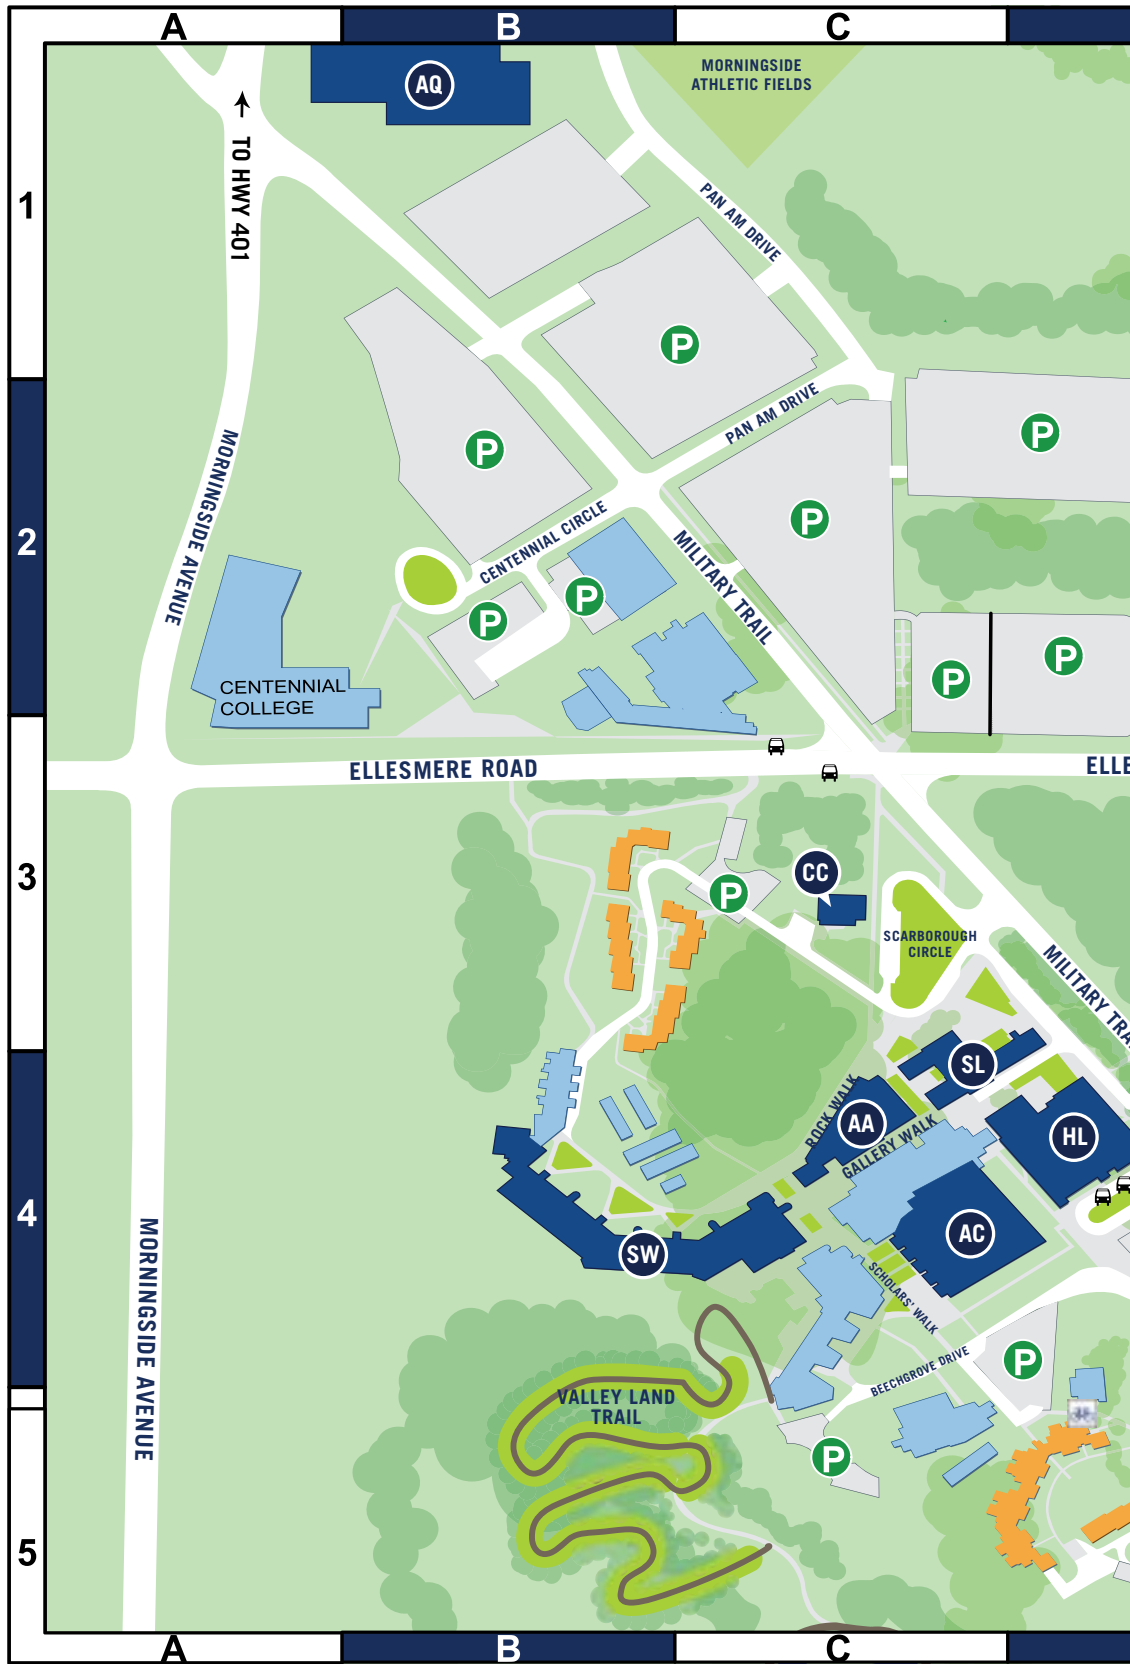 A
B
C
MORNINGSIDE
ATHLETIC FIELDS
AQ
TO HWY 401
1
PAN AM DRIVE
P
PAN AM DRIVE
P
P
MORNINGSIDE AVENUE
P
2
CENTENNIAL CIRCLE
MILITARY TRAIL
P
P
P
P
CENTENNIAL
COLLEGE
ELLESMERE ROAD
ELLE
3
CC
P
SCARBOROUGH
CIRCLE
MILITARY TRA
SL
ROCK WALK
AA
GALLERY WALK
HL
4
AC
SW
MORNINGSIDE AVENUE
SCHOLARS' WALK
BEECHGROVE DRIVE
P
VALLEY LAND
TRAIL
P
5
A
B
C